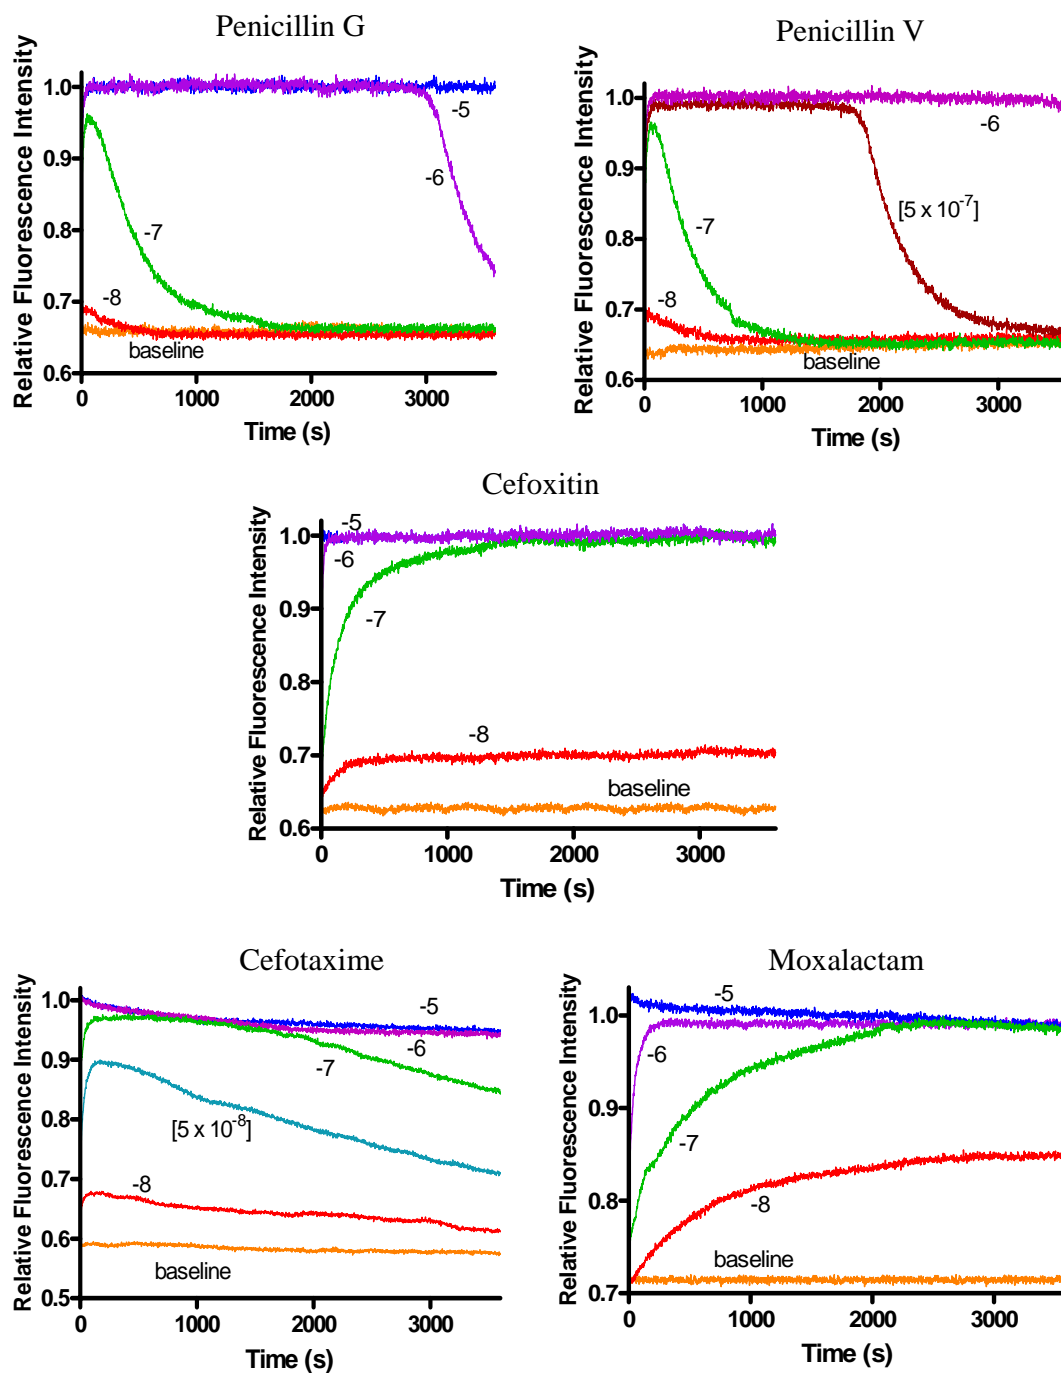 Penicillin G
Relative Fluorescence Intensity
1.0
0.9
0.8
0.7
0.6
-5
-6
-7
-8
baseline
0 1000 2000 3000
Time (s)
Penicillin V
Relative Fluorescence Intensity
1.0
0.9
0.8
0.7
0.6
-6
[5 x 10⁻⁷]
-7
-8
baseline
0 1000 2000 3000
Time (s)
Cefoxitin
Relative Fluorescence Intensity
1.0
0.9
0.8
0.7
0.6
-5
-6
-7
-8
baseline
0 1000 2000 3000
Time (s)
Cefotaxime
Relative Fluorescence Intensity
1.0
0.9
0.8
0.7
0.6
0.5
-5
-6
-7
[5 x 10⁻⁸]
-8
baseline
0 1000 2000 3000
Time (s)
Moxalactam
Relative Fluorescence Intensity
1.0
0.9
0.8
0.7
-5
-6
-7
-8
baseline
0 1000 2000 3000
Time (s)